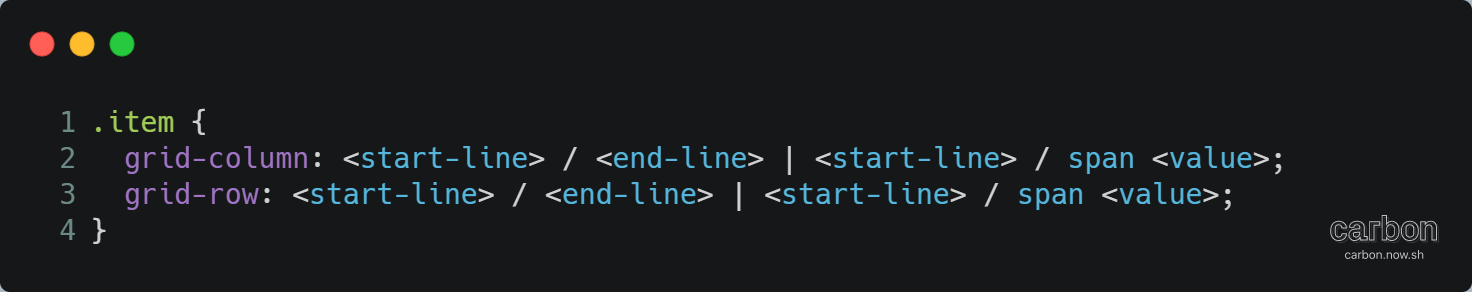 1 .item {
2   grid-column: <start-line> / <end-line> | <start-line> / span <value>;
3   grid-row: <start-line> / <end-line> | <start-line> / span <value>;
4 }
carbon
carbon.now.sh